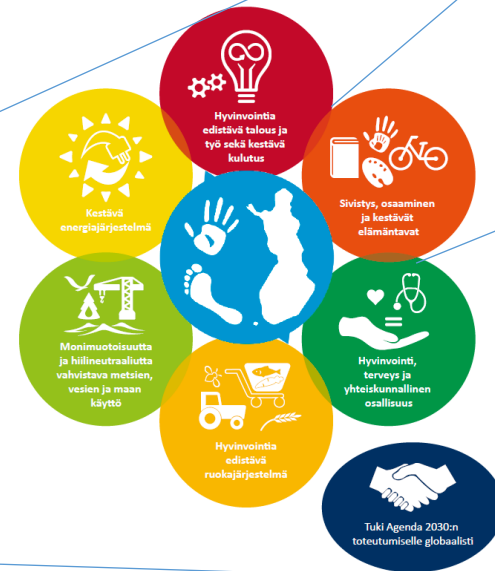 Hyvinvointia
edistävä talous ja
työ sekä kestävä
kulutus
Sivistys, osaaminen
ja kestävät
elämäntavat
Kestävä
energiajärjestelmä
Monimuotoisuutta
ja hiilineutraaliutta
vahvistava metsien,
vesien ja maan
käyttö
Hyvinvointi,
terveys ja
yhteiskunnallinen
osallisuus
Hyvinvointia
edistävä
ruokajärjestelmä
Tuki Agenda 2030:n
toteutumiselle globaalisti